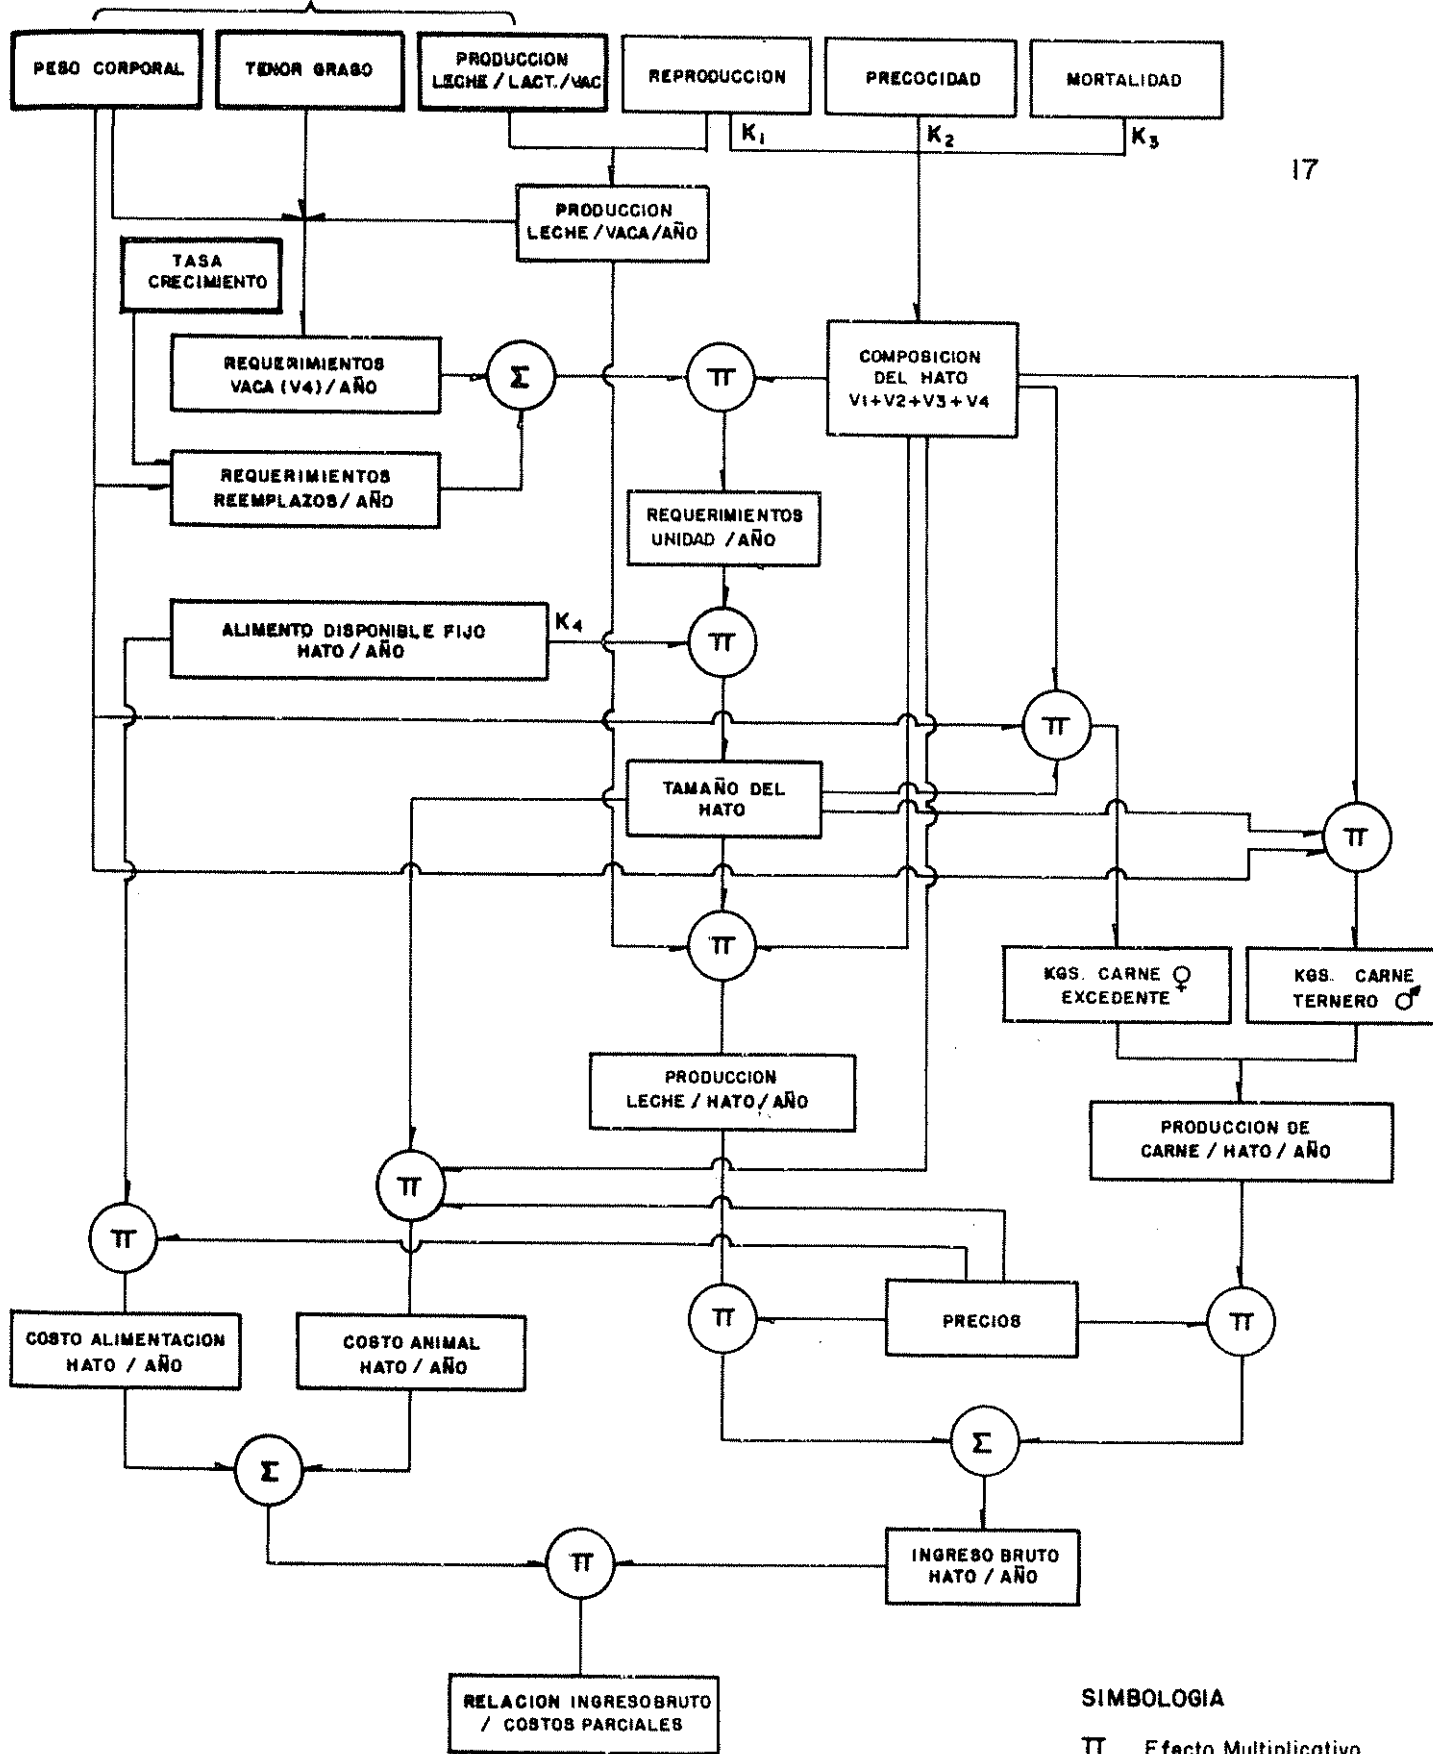 PESO CORPORAL
TENOR GRASO
PRODUCCION
LECHE / LACT. / VAC
REPRODUCCION
PRECOCIDAD
MORTALIDAD
K1
K2
K3
17
PRODUCCION
LECHE / VACA / AÑO
TASA
CRECIMIENTO
REQUERIMIENTOS
VACA (V4) / AÑO
Σ
π
COMPOSICION
DEL HATO
V1+V2+V3+V4
REQUERIMIENTOS
REEMPLAZOS / AÑO
REQUERIMIENTOS
UNIDAD / AÑO
ALIMENTO DISPONIBLE FIJO
HATO / AÑO
K4
π
π
TAMAÑO DEL
HATO
π
π
KGS. CARNE ♀
EXCEDENTE
KGS. CARNE
TERNERO ♂
PRODUCCION
LECHE / HATO / AÑO
PRODUCCION DE
CARNE / HATO / AÑO
π
π
COSTO ALIMENTACION
HATO / AÑO
COSTO ANIMAL
HATO / AÑO
π
PRECIOS
π
Σ
Σ
π
INGRESO BRUTO
HATO / AÑO
RELACION INGRESO BRUTO
/ COSTOS PARCIALES
SIMBOLOGIA
π Efecto Multiplicativo